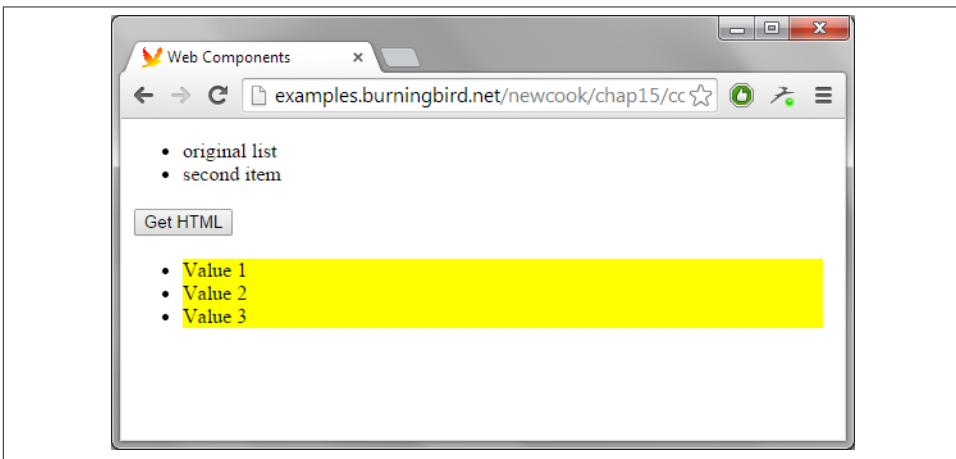 Web Components
examples.burningbird.net/newcook/chap15/cc
original list
second item
Get HTML
Value 1
Value 2
Value 3